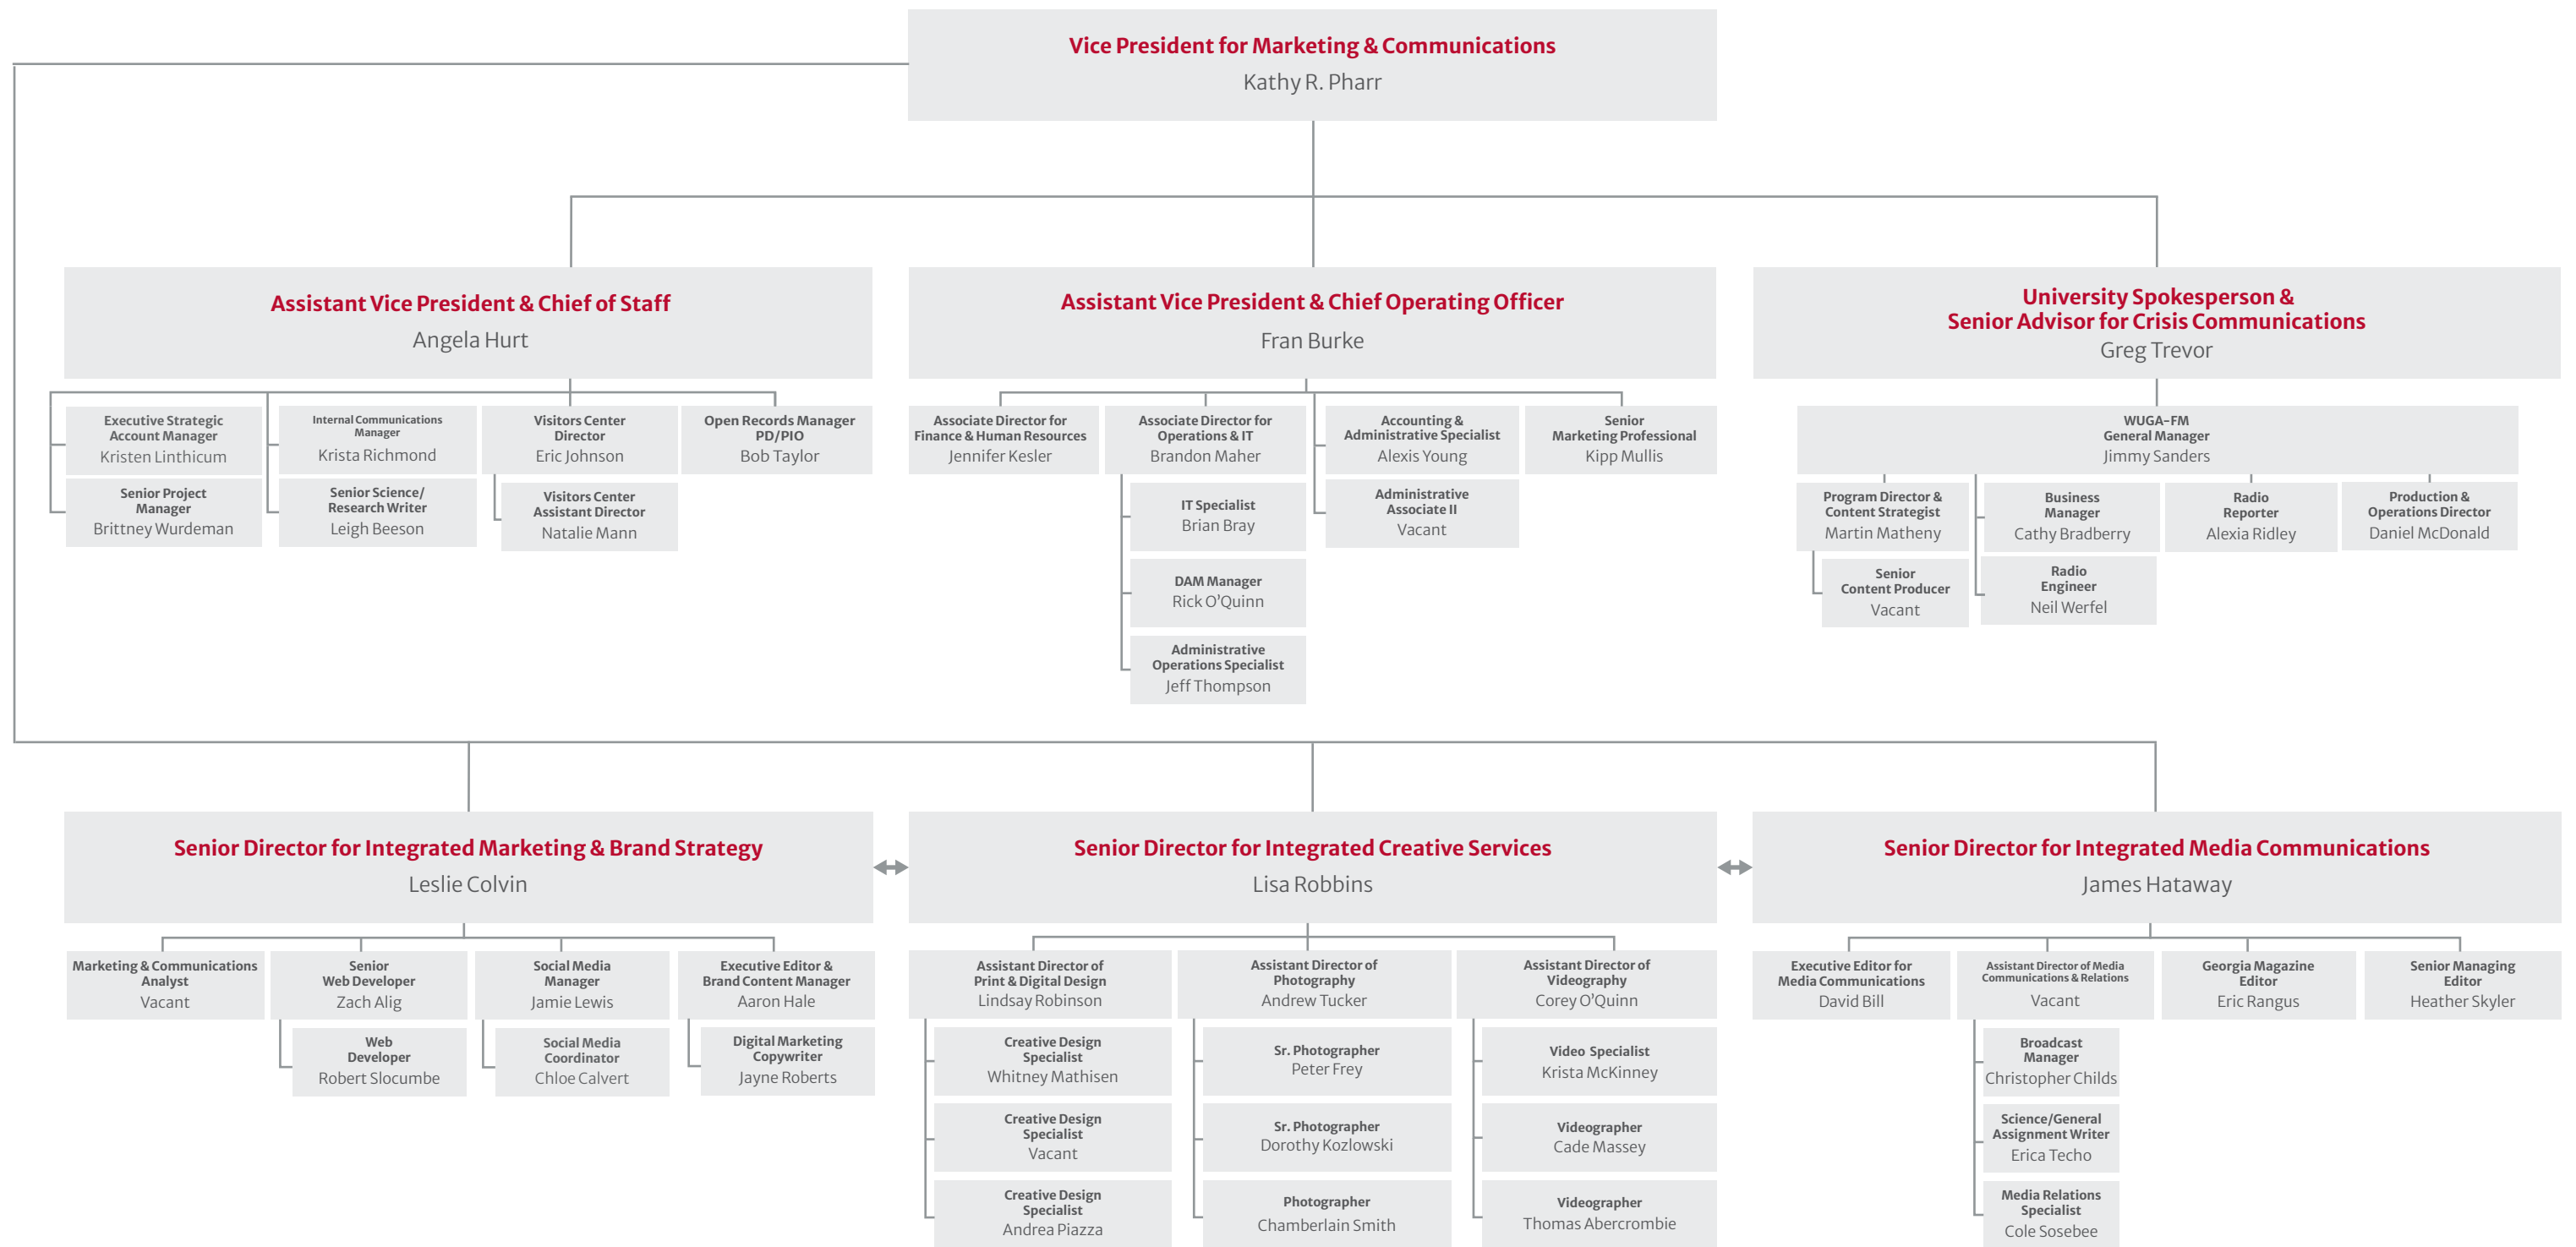 Vice President for Marketing & Communications
Kathy R. Pharr
Assistant Vice President & Chief of Staff
Angela Hurt
Executive Strategic
Account Manager
Kristen Linthicum
Senior Project
Manager
Brittney Wurdeman
Internal Communications
Manager
Krista Richmond
Senior Science/
Research Writer
Leigh Beeson
Visitors Center
Director
Eric Johnson
Visitors Center
Assistant Director
Natalie Mann
Open Records Manager
PD/PIO
Bob Taylor
Assistant Vice President & Chief Operating Officer
Fran Burke
Associate Director for
Finance & Human Resources
Jennifer Kesler
Associate Director for
Operations & IT
Brandon Maher
IT Specialist
Brian Bray
DAM Manager
Rick O’Quinn
Administrative
Operations Specialist
Jeff Thompson
Accounting &
Administrative Specialist
Alexis Young
Administrative
Associate II
Vacant
Senior
Marketing Professional
Kipp Mullis
University Spokesperson &
Senior Advisor for Crisis Communications
Greg Trevor
WUGA-FM
General Manager
Jimmy Sanders
Program Director &
Content Strategist
Martin Matheny
Senior
Content Producer
Vacant
Business
Manager
Cathy Bradberry
Radio
Engineer
Neil Werfel
Radio
Reporter
Alexia Ridley
Production &
Operations Director
Daniel McDonald
Senior Director for Integrated Marketing & Brand Strategy
Leslie Colvin
Marketing & Communications
Analyst
Vacant
Senior
Web Developer
Zach Alig
Web
Developer
Robert Slocumbe
Social Media
Manager
Jamie Lewis
Social Media
Coordinator
Chloe Calvert
Executive Editor &
Brand Content Manager
Aaron Hale
Digital Marketing
Copywriter
Jayne Roberts
Senior Director for Integrated Creative Services
Lisa Robbins
Assistant Director of
Print & Digital Design
Lindsay Robinson
Creative Design
Specialist
Whitney Mathisen
Creative Design
Specialist
Vacant
Creative Design
Specialist
Andrea Piazza
Assistant Director of
Photography
Andrew Tucker
Sr. Photographer
Peter Frey
Sr. Photographer
Dorothy Kozlowski
Photographer
Chamberlain Smith
Assistant Director of
Videography
Corey O’Quinn
Video Specialist
Krista McKinney
Videographer
Cade Massey
Videographer
Thomas Abercrombie
Senior Director for Integrated Media Communications
James Hataway
Executive Editor for
Media Communications
David Bill
Assistant Director of Media
Communications & Relations
Vacant
Broadcast
Manager
Christopher Childs
Science/General
Assignment Writer
Erica Techo
Media Relations
Specialist
Cole Sosebee
Georgia Magazine
Editor
Eric Rangus
Senior Managing
Editor
Heather Skyler